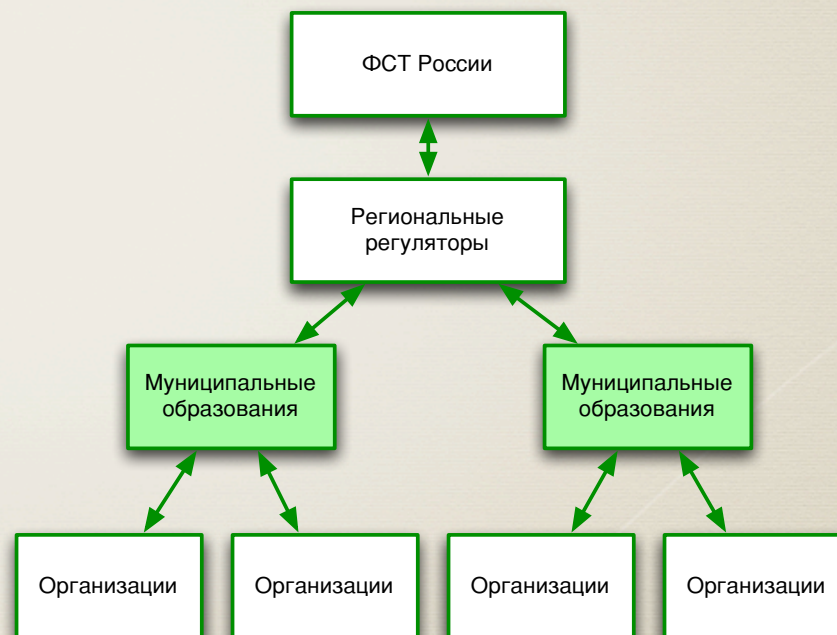 ФСТ России
Региональные
регуляторы
Муниципальные
образования
Муниципальные
образования
Организации
Организации
Организации
Организации